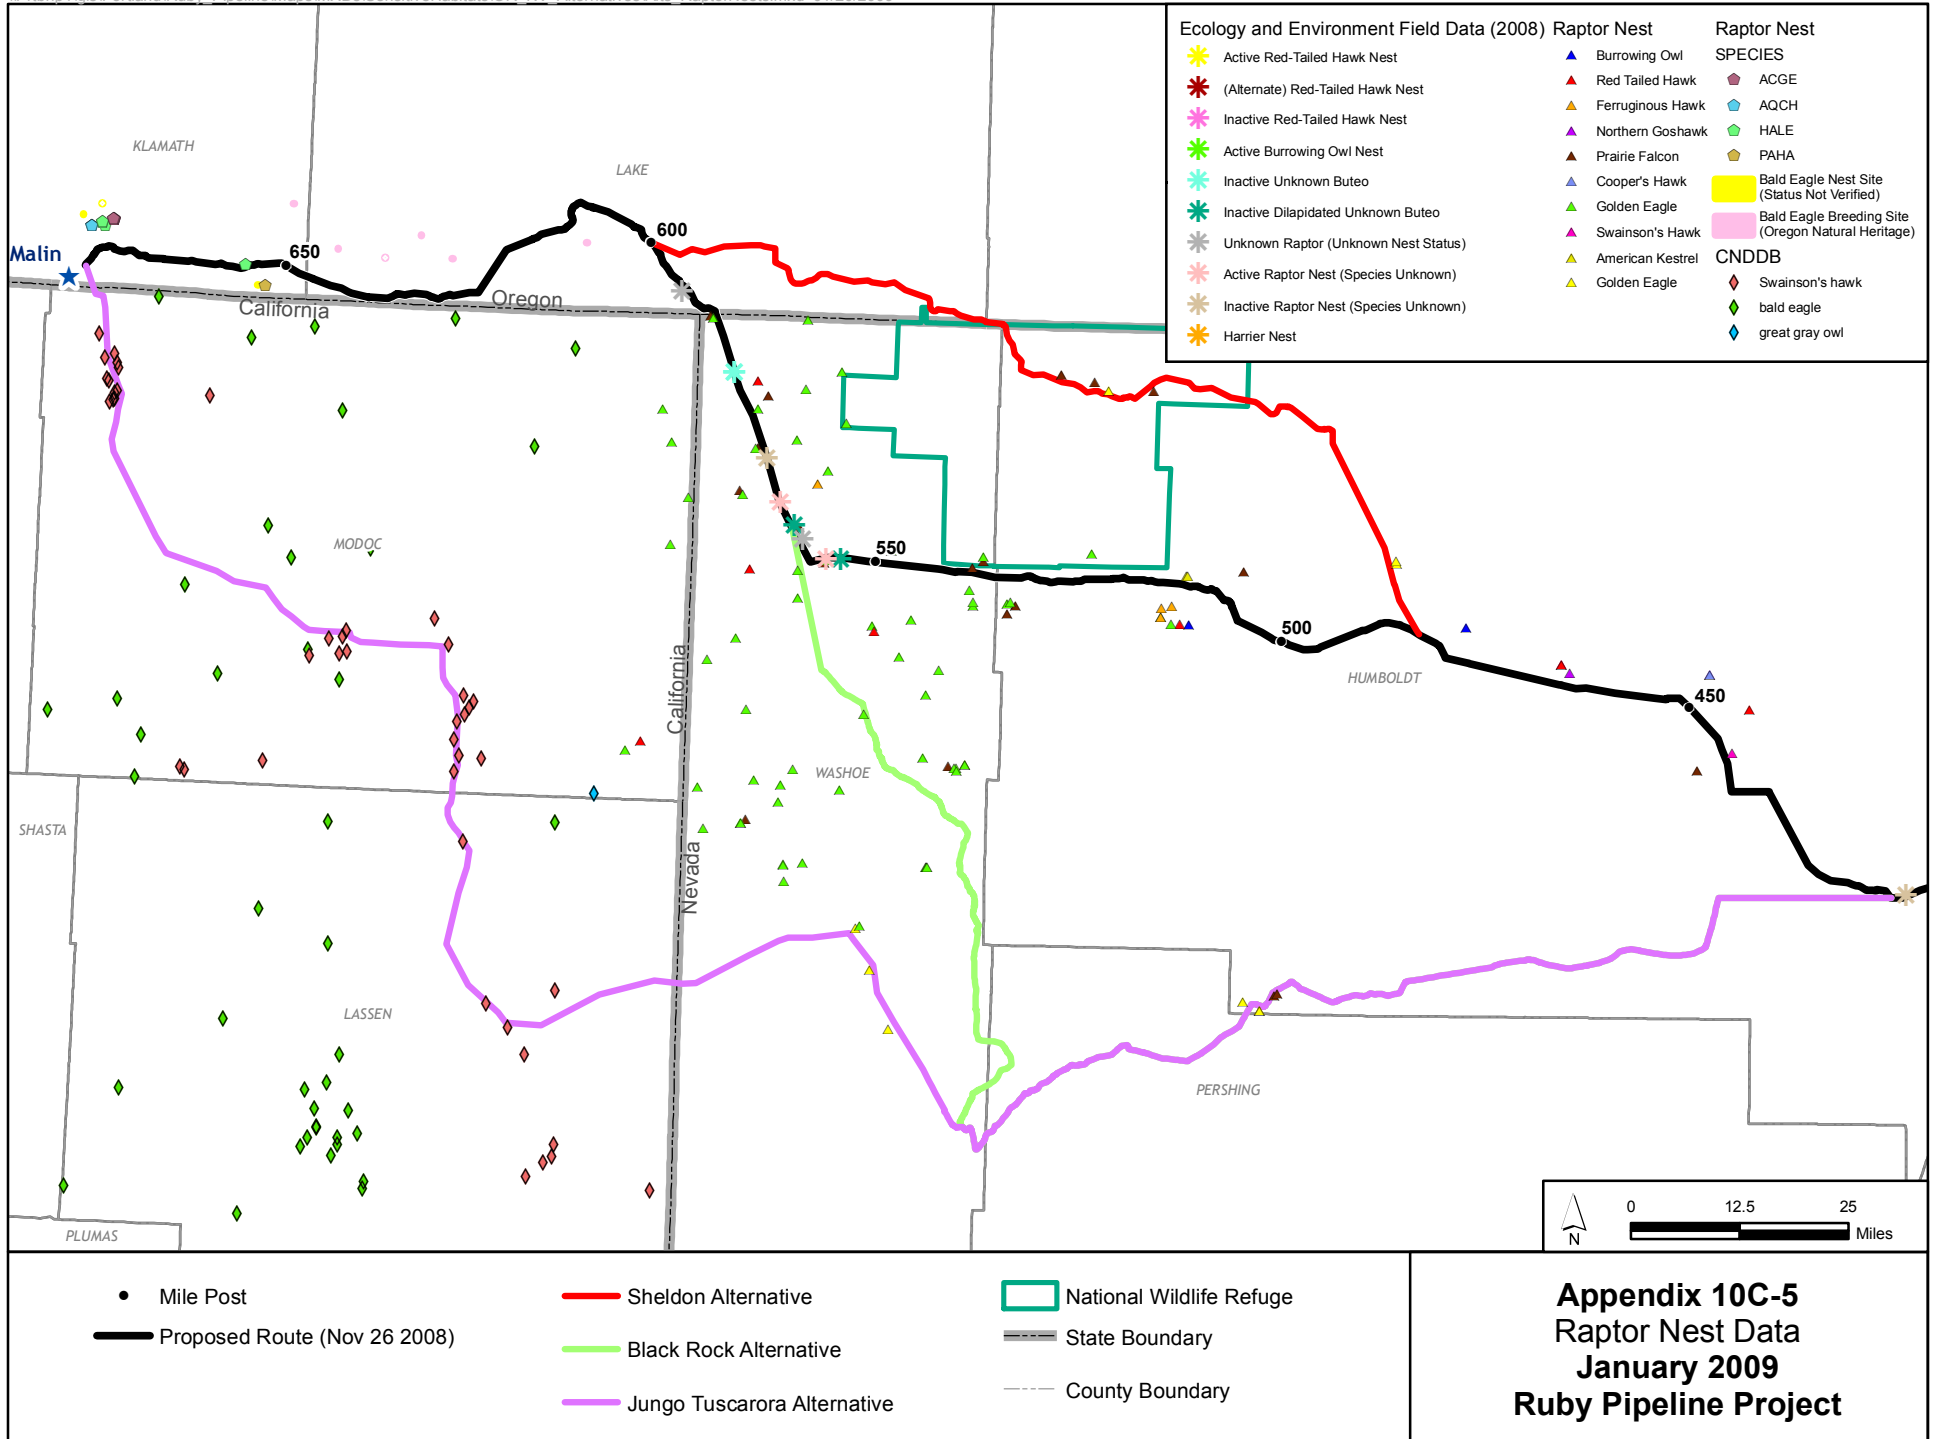 Ecology and Environment Field Data (2008)
Active Red-Tailed Hawk Nest
(Alternate) Red-Tailed Hawk Nest
Inactive Red-Tailed Hawk Nest
Active Burrowing Owl Nest
Inactive Unknown Buteo
Inactive Dilapidated Unknown Buteo
Unknown Raptor (Unknown Nest Status)
Active Raptor Nest (Species Unknown)
Inactive Raptor Nest (Species Unknown)
Harrier Nest
Raptor Nest
Burrowing Owl
Red Tailed Hawk
Ferruginous Hawk
Northern Goshawk
Prairie Falcon
Cooper's Hawk
Golden Eagle
Swainson's Hawk
American Kestrel
Golden Eagle
Raptor Nest
SPECIES
ACGE
AQCH
HALE
PAHA
Bald Eagle Nest Site
(Status Not Verified)
Bald Eagle Breeding Site
(Oregon Natural Heritage)
CNDDB
Swainson's hawk
bald eagle
great gray owl
KLAMATH
LAKE
Malin
650
600
Oregon
California
MODOC
550
500
HUMBOLDT
450
California
Nevada
WASHOE
SHASTA
LASSEN
PERSHING
PLUMAS
N
0 12.5 25
Miles
Mile Post
Proposed Route (Nov 26 2008)
Sheldon Alternative
Black Rock Alternative
Jungo Tuscarora Alternative
National Wildlife Refuge
State Boundary
County Boundary
Appendix 10C-5
Raptor Nest Data
January 2009
Ruby Pipeline Project